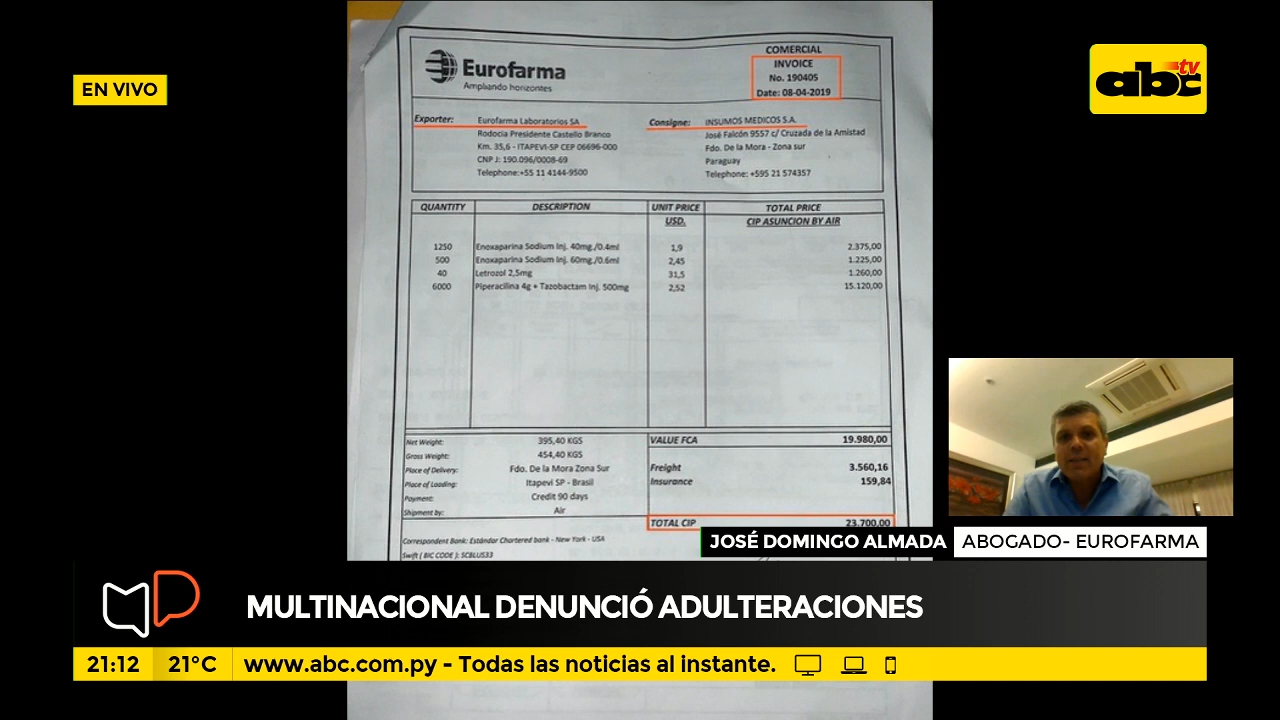 EN VIVO
abc tv
Eurofarma
Ampliando horizontes
COMERCIAL
INVOICE
No. 190405
Date: 08-04-2019
Exporter: Eurofarma Laboratorios SA
Rodocia Presidente Castello Branco
Km. 35,6 - ITAPEVI-SP CEP 06696-000
CNP J: 190.096/0008-69
Telephone:+55 11 4144-9500
Consigne: INSUMOS MEDICOS S.A.
José Falcón 9557 c/ Cruzada de la Amistad
Fdo. De la Mora - Zona sur
Paraguay
Telephone: +595 21 574357
QUANTITY DESCRIPTION UNIT PRICE TOTAL PRICE
USD. CIP ASUNCION BY AIR
1250 Enoxaparina Sodium Inj. 40mg./0.4ml 1,9 2.375,00
500 Enoxaparina Sodium Inj. 60mg./0.6ml 2,45 1.225,00
40 Letrozol 2,5mg 31,5 1.260,00
6000 Piperacilina 4g + Tazobactam Inj. 500mg 2,52 15.120,00
Net Weight: 395,40 KGS
Gross Weight: 454,40 KGS
Place of Delivery: Fdo. De la Mora Zona Sur
Place of Loading: Itapevi SP - Brasil
Payment: Credit 90 days
Shipment by: Air
VALUE FCA 19.980,00
Freight 3.560,16
Insurance 159,84
TOTAL CIP 23.700,00
Correspondent Bank: Estándar Chartered bank - New York - USA
Swift ( BIC CODE ): SCBLUS33
JOSÉ DOMINGO ALMADA ABOGADO- EUROFARMA
MULTINACIONAL DENUNCIÓ ADULTERACIONES
21:12 21°C www.abc.com.py - Todas las noticias al instante.